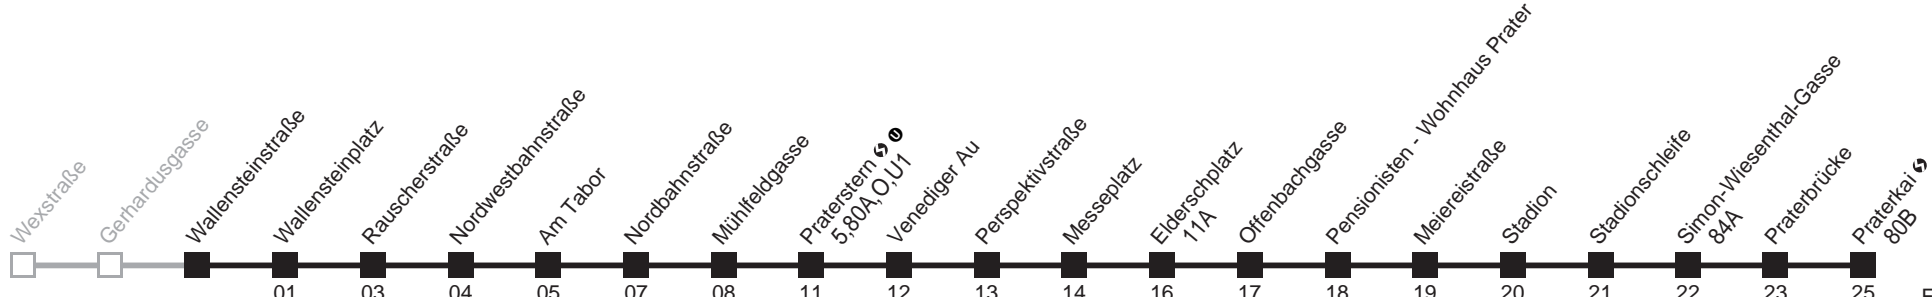 Wexstraße
Gerhardusgasse
Wallensteinstraße
Wallensteinplatz
Rauscherstraße
Nordwestbahnstraße
Am Tabor
Nordbahnstraße
Mühlfeldgasse
Praterstern S U
5,80A,O,U1
Venediger Au
Perspektivstraße
Messeplatz
Elderschplatz
11A
Offenbachgasse
Pensionisten - Wohnhaus Prater
Meiereistraße
Stadion
Stadionschleife
Simon-Wiesenthal-Gasse
84A
Praterbrücke
Praterkai S
80B
01 03 04 05 07 08 11 12 13 14 16 17 18 19 20 21 22 23 25